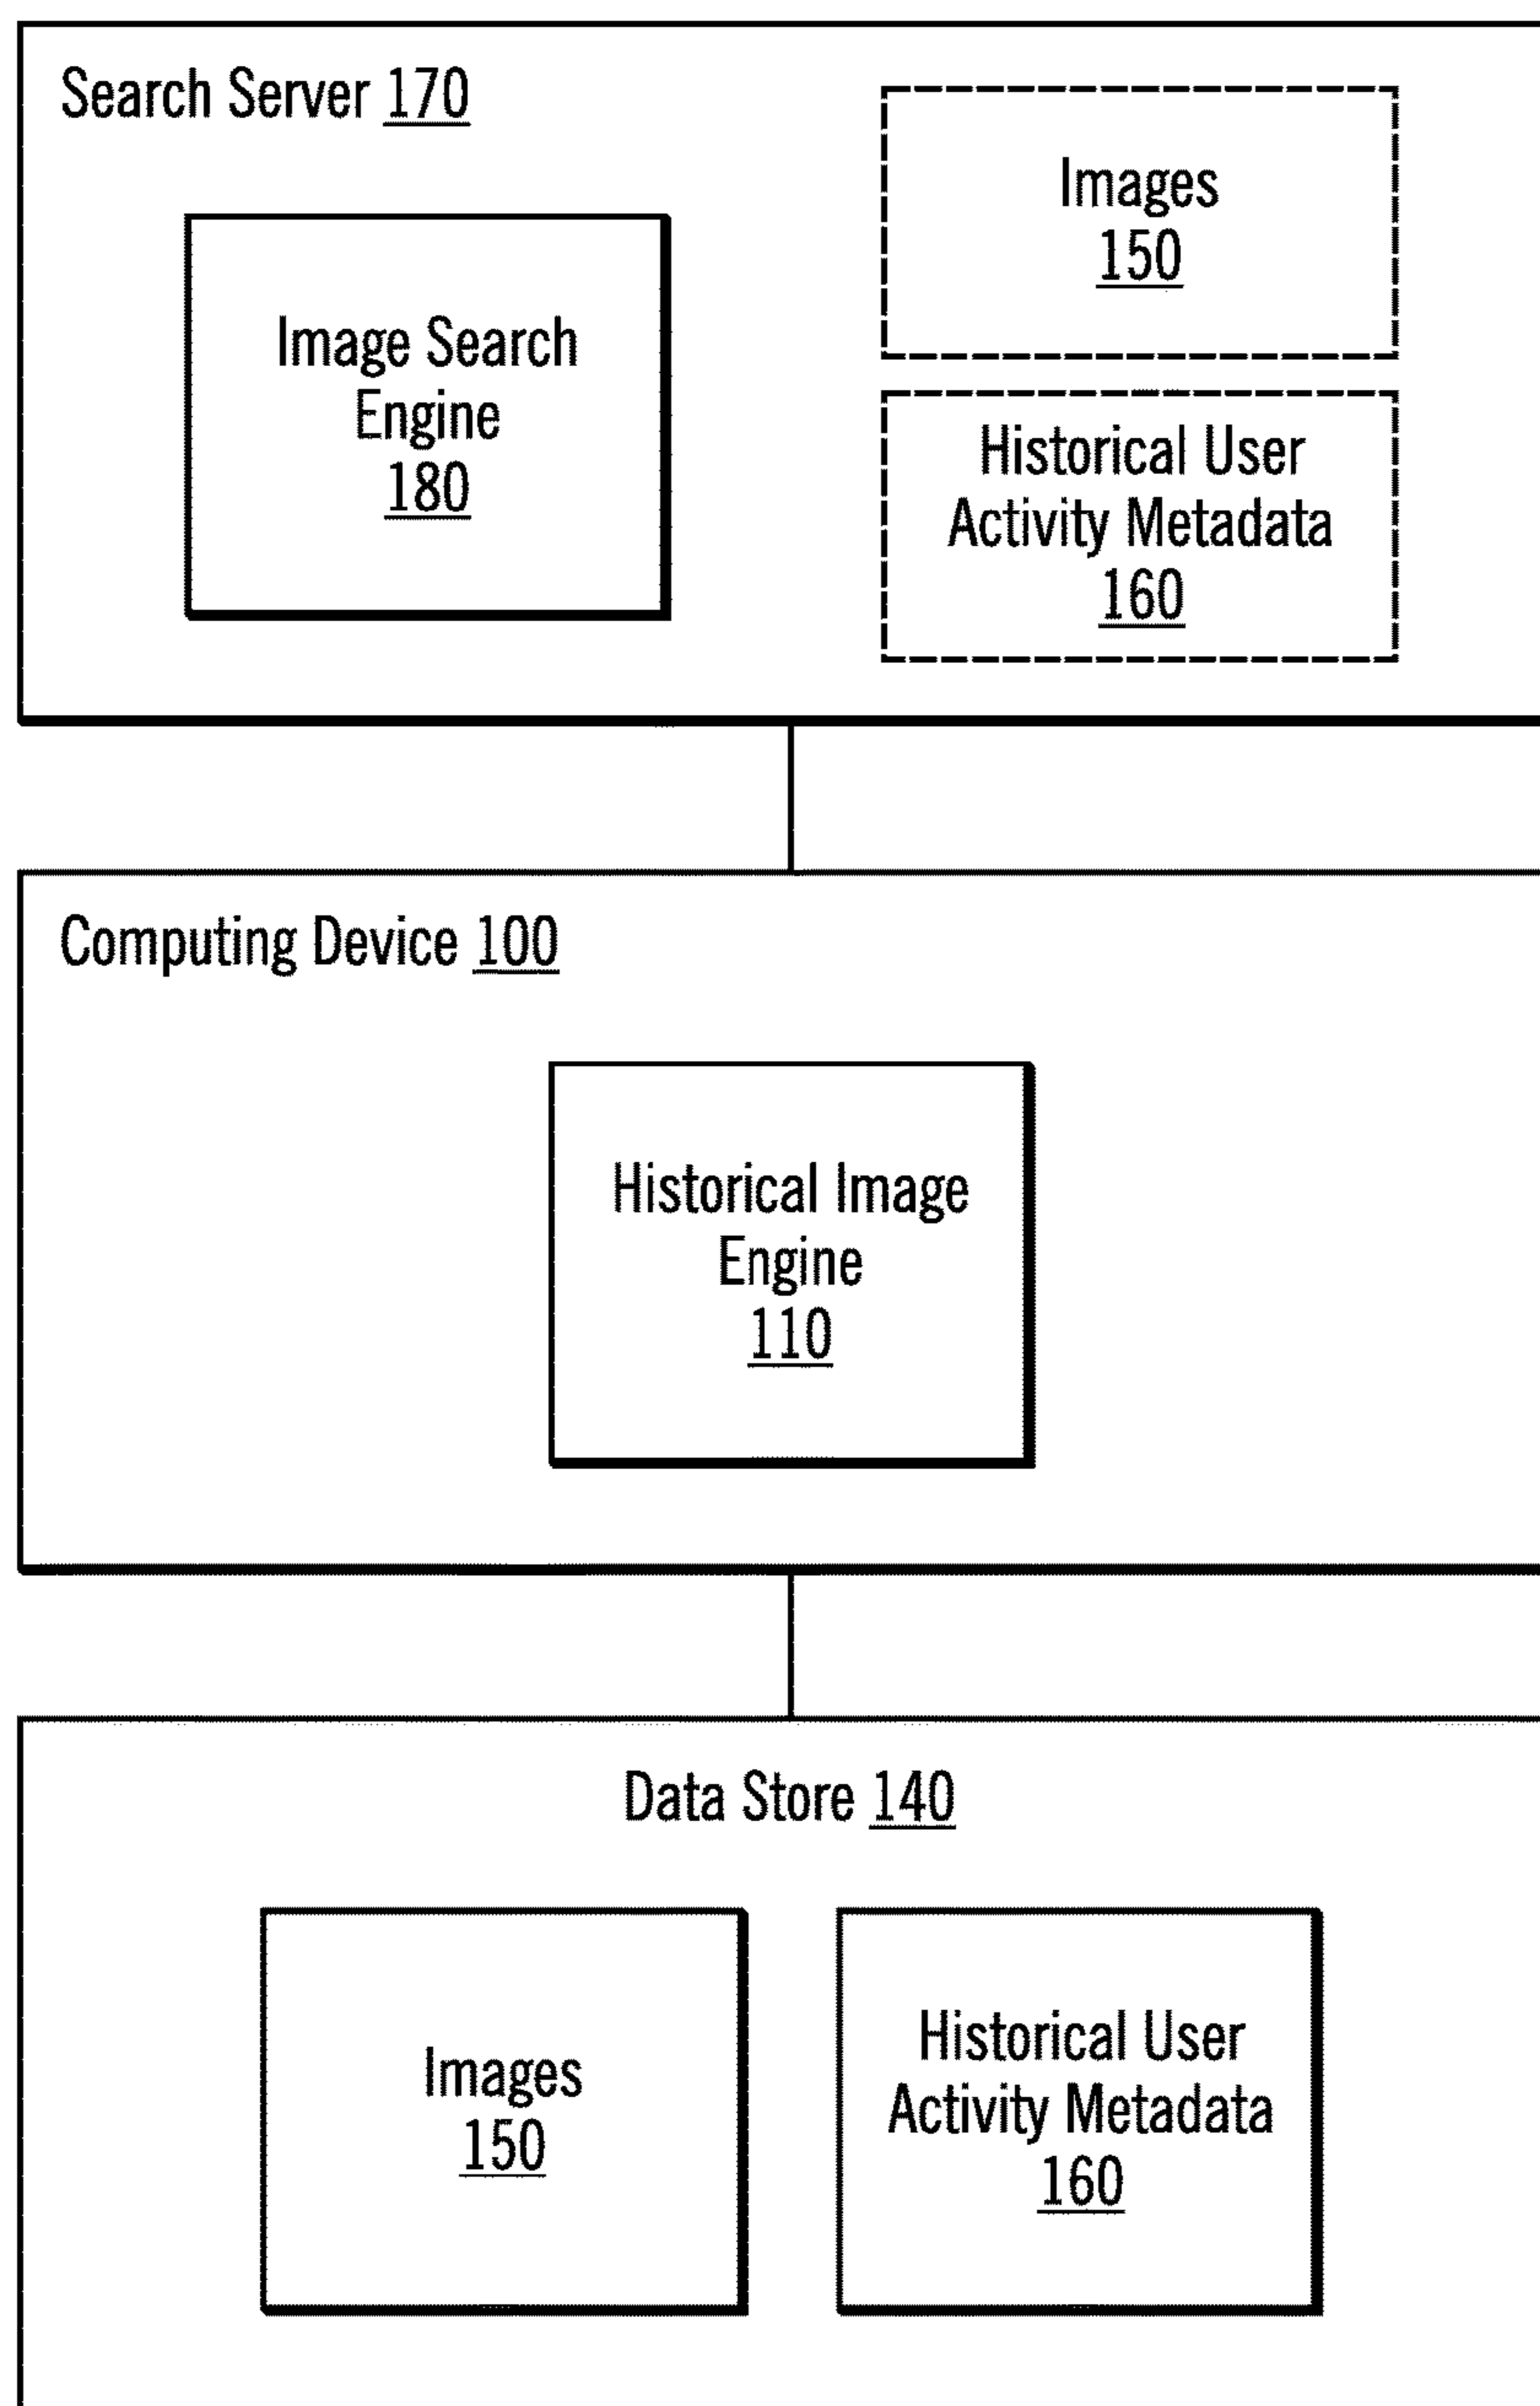 Search Server 170
Images
150
Image Search
Engine
180
Historical User
Activity Metadata
160
Computing Device 100
Historical Image
Engine
110
Data Store 140
Images
150
Historical User
Activity Metadata
160